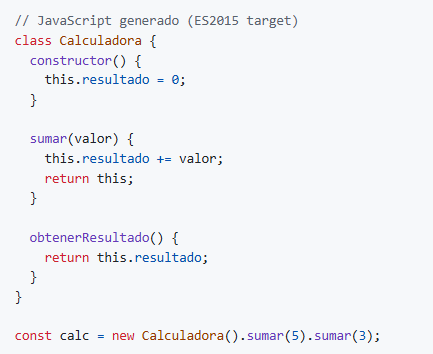 // JavaScript generado (ES2015 target)
class Calculadora {
  constructor() {
    this.resultado = 0;
  }

  sumar(valor) {
    this.resultado += valor;
    return this;
  }

  obtenerResultado() {
    return this.resultado;
  }
}

const calc = new Calculadora().sumar(5).sumar(3);